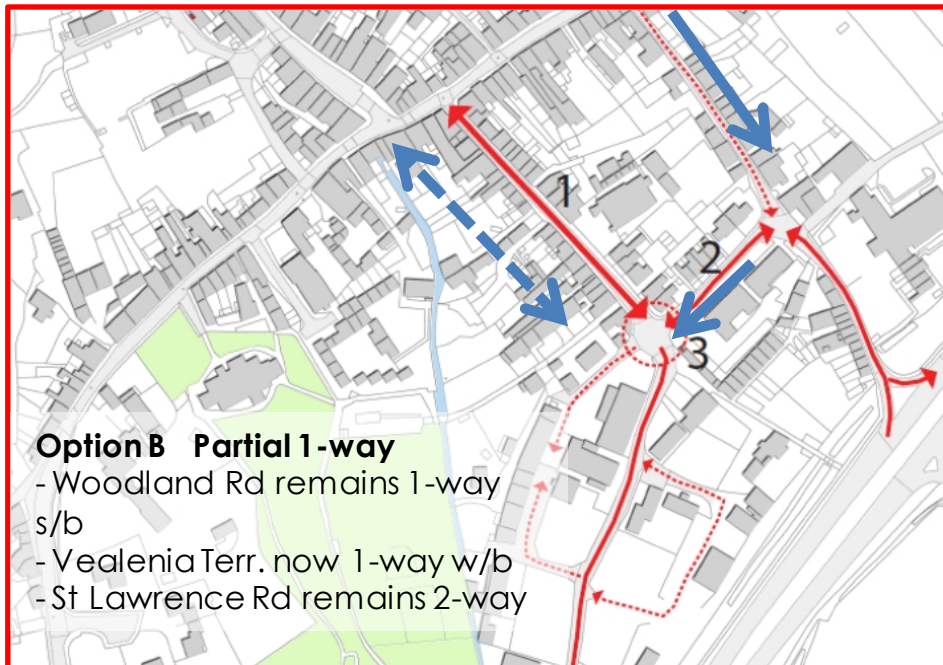 1
2
3
Option B Partial 1-way
- Woodland Rd remains 1-way
s/b
- Vealenia Terr. now 1-way w/b
- St Lawrence Rd remains 2-way